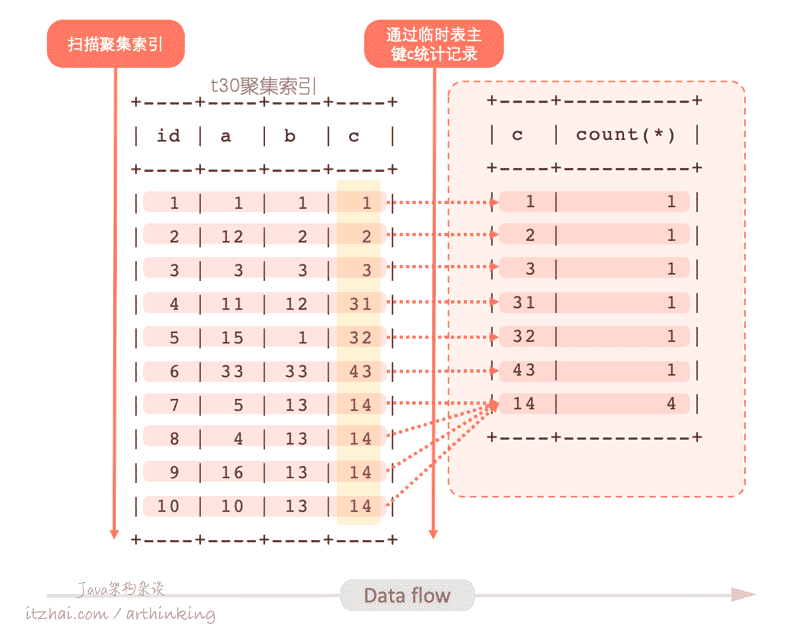 扫描聚集索引
通过临时表主
键c统计记录
t30聚集索引
+----+----+----+----+
| id | a | b | c |
+----+----+----+----+
| 1 | 1 | 1 | 1 |
| 2 | 12 | 2 | 2 |
| 3 | 3 | 3 | 3 |
| 4 | 11 | 12 | 31 |
| 5 | 15 | 1 | 32 |
| 6 | 33 | 33 | 43 |
| 7 | 5 | 13 | 14 |
| 8 | 4 | 13 | 14 |
| 9 | 16 | 13 | 14 |
| 10 | 10 | 13 | 14 |
+----+----+----+----+
+----+----------+
| c | count(*) |
+----+----------+
| 1 | 1 |
| 2 | 1 |
| 3 | 1 |
| 31 | 1 |
| 32 | 1 |
| 43 | 1 |
| 14 | 4 |
+----+----------+
Data flow
Java架构杂谈
itzhai.com / arthinking